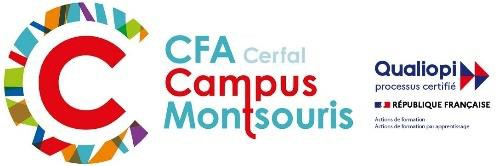 C
CFA Cerfal
Campus
Montsouris
Qualiopi
processus certifié
RÉPUBLIQUE FRANÇAISE
Actions de formation
Actions de formation par apprentissage